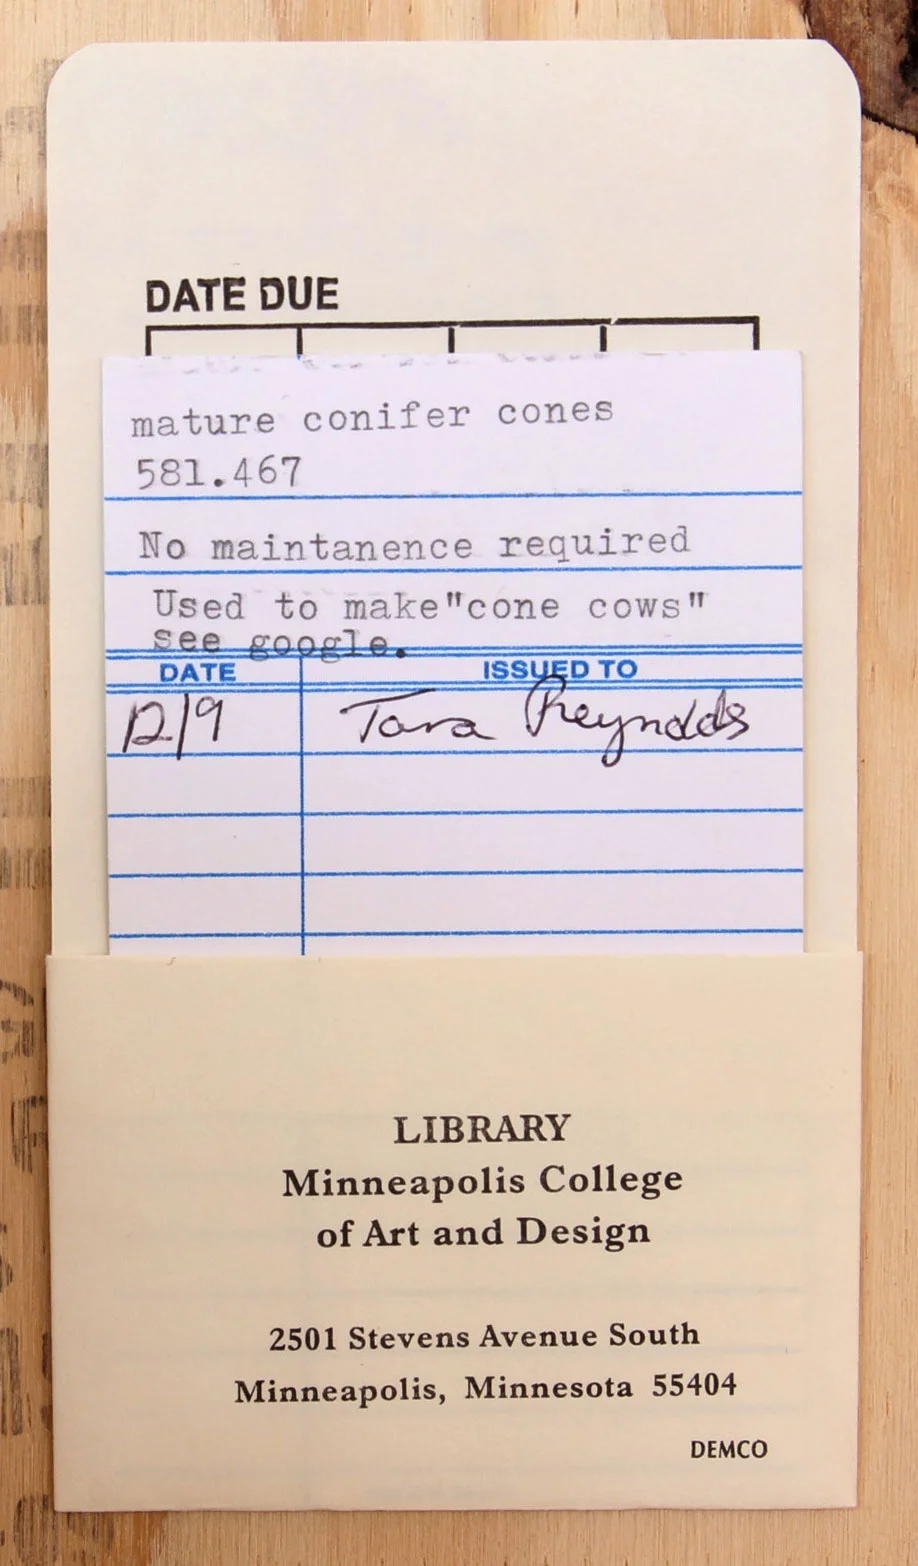 DATE DUE
mature conifer cones
581.467
No maintanence required
Used to make"cone cows"
see google.
DATE ISSUED TO
12/9 Tara Reynolds
LIBRARY
Minneapolis College
of Art and Design
2501 Stevens Avenue South
Minneapolis, Minnesota 55404
DEMCO